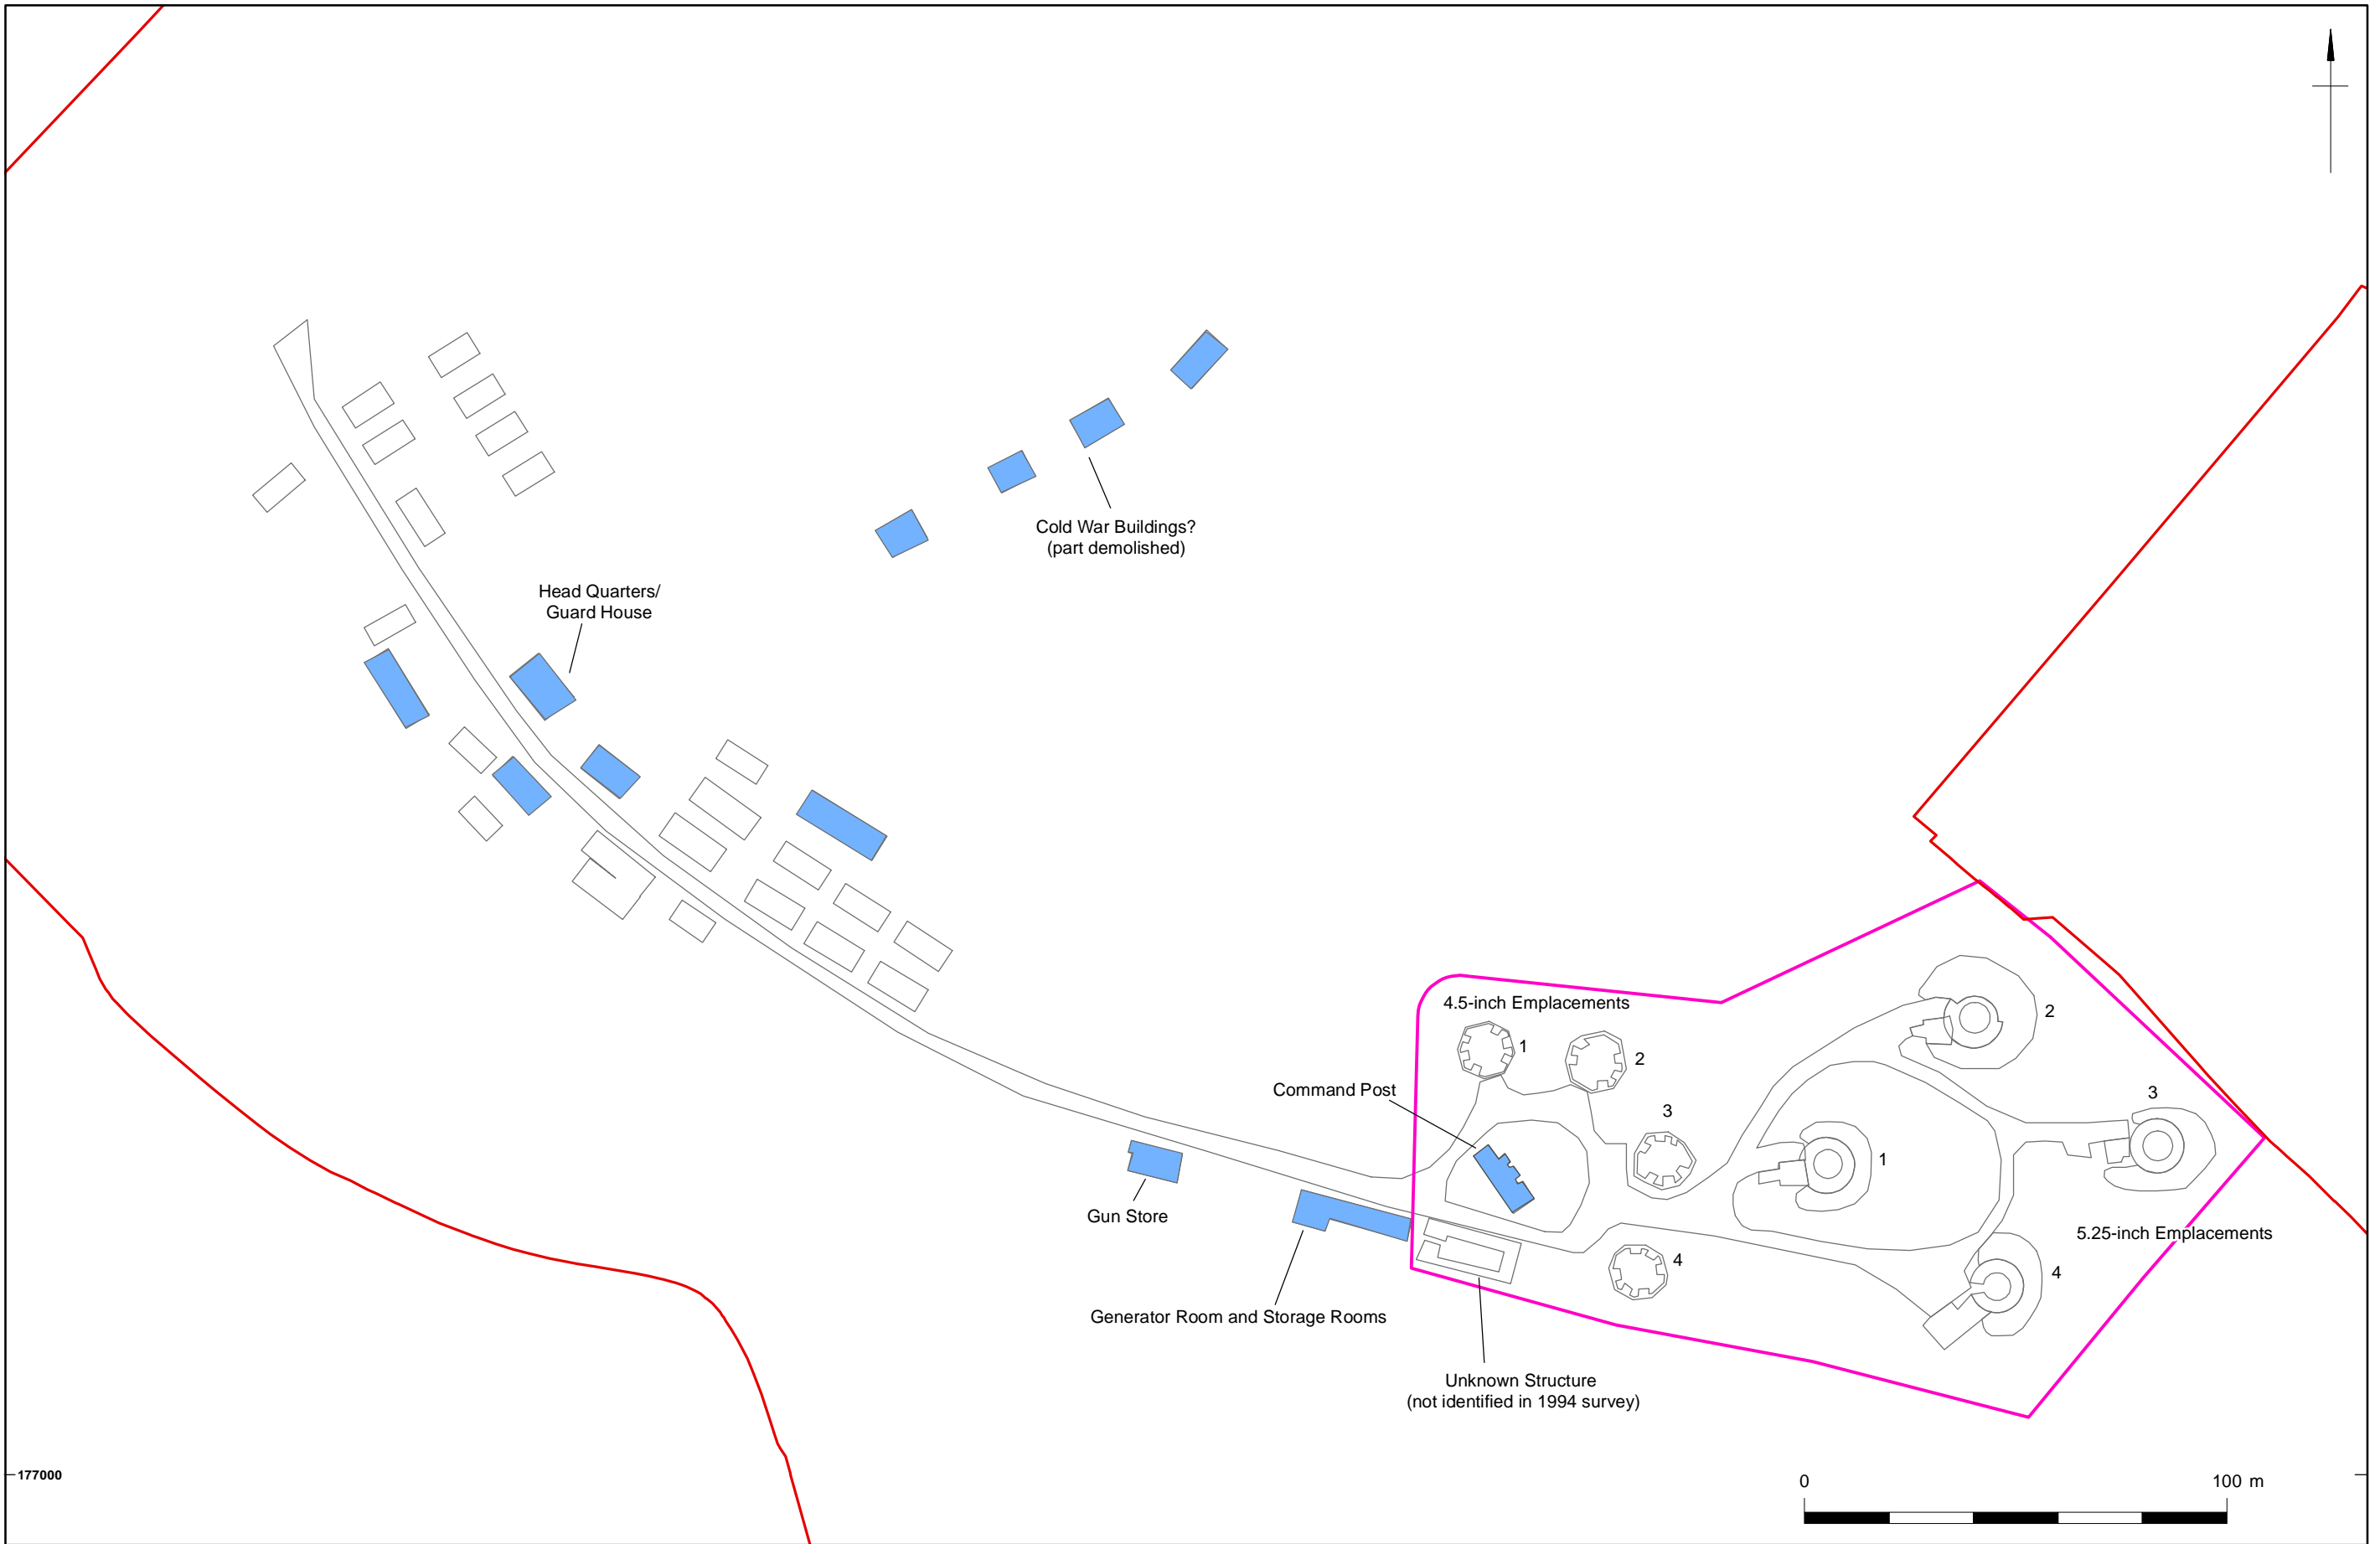 Cold War Buildings?
(part demolished)
Head Quarters/
Guard House
4.5-inch Emplacements
1
2
3
4
Command Post
2
3
1
4
5.25-inch Emplacements
Gun Store
Generator Room and Storage Rooms
Unknown Structure
(not identified in 1994 survey)
177000
0
100 m